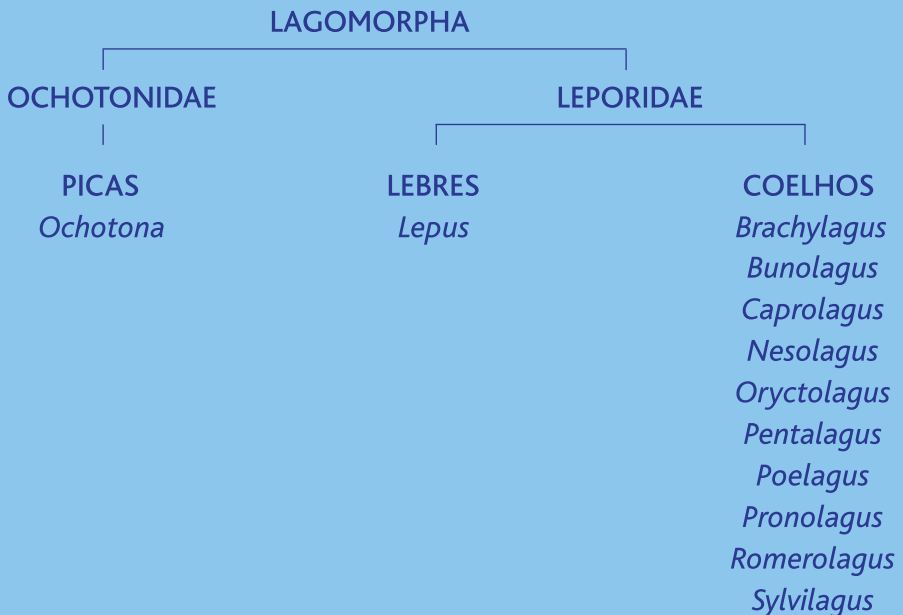 LAGOMORPHA
OCHOTONIDAE LEPORIDAE
PICAS LEBRES COELHOS
Ochotona Lepus Brachylagus
Bunolagus
Caprolagus
Nesolagus
Oryctolagus
Pentalagus
Poelagus
Pronolagus
Romerolagus
Sylvilagus